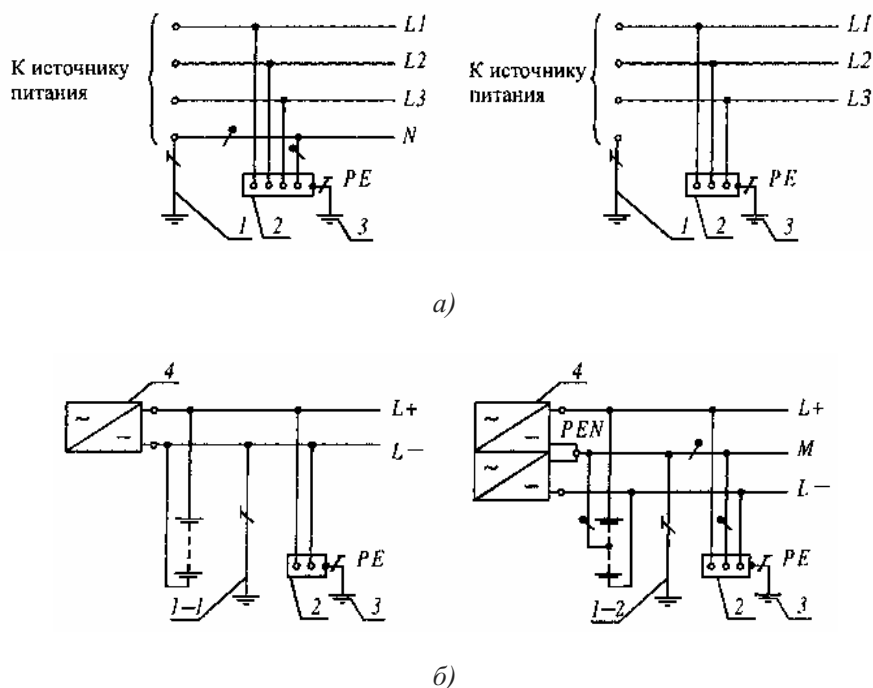 К источнику
питания
L1
L2
L3
N
PE
1
2
3
К источнику
питания
L1
L2
L3
PE
1
2
3
а)
4
~
–
L+
L–
PE
1–1
2
3
4
~
–
~
–
PEN
L+
M
L–
PE
1–2
2
3
б)